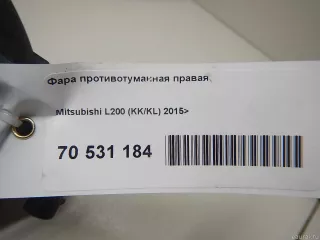 Фара противотуманная правая
Mitsubishi L200 (KK/KL) 2015>
70 531 184